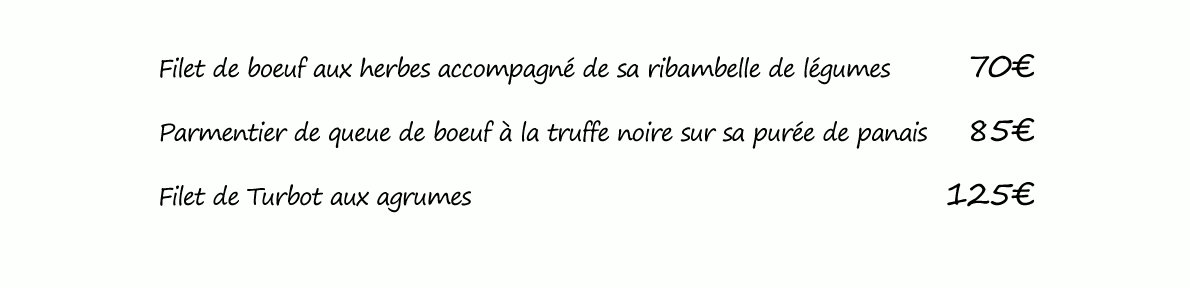 Filet de boeuf aux herbes accompagné de sa ribambelle de légumes 70€
Parmentier de queue de boeuf à la truffe noire sur sa purée de panais 85€
Filet de Turbot aux agrumes 125€